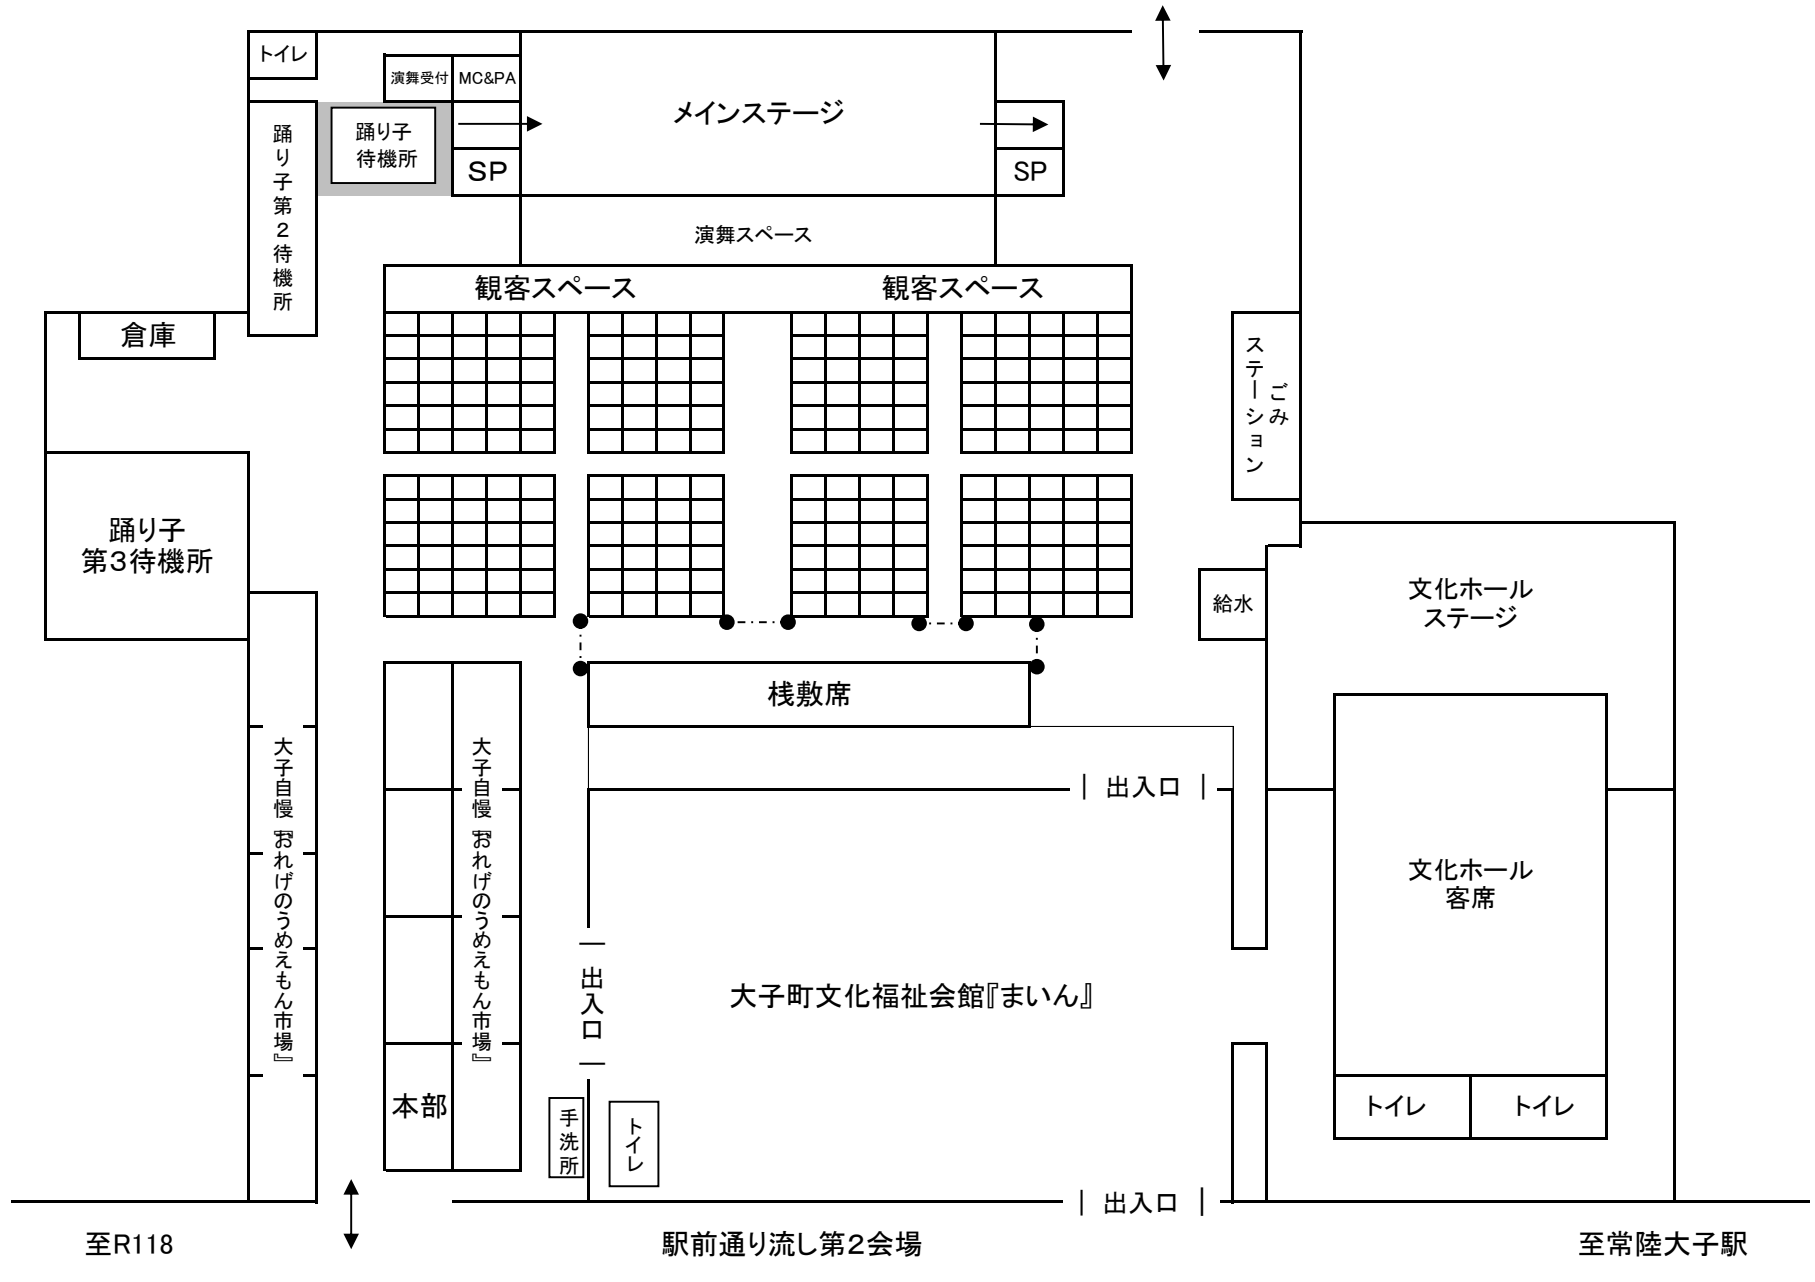 トイレ
演舞受付
MC&PA
メインステージ
踊り子
待機所
踊り子第2待機所
SP
SP
演舞スペース
観客スペース
観客スペース
倉庫
ごみ
ステーション
踊り子
第3待機所
給水
文化ホール
ステージ
桟敷席
出入口
大子自慢『おれげのうめえもん市場』
大子自慢『おれげのうめえもん市場』
文化ホール
客席
出入口
大子町文化福祉会館『まいん』
本部
手洗所
トイレ
トイレ
トイレ
出入口
至R118
駅前通り流し第2会場
至常陸大子駅